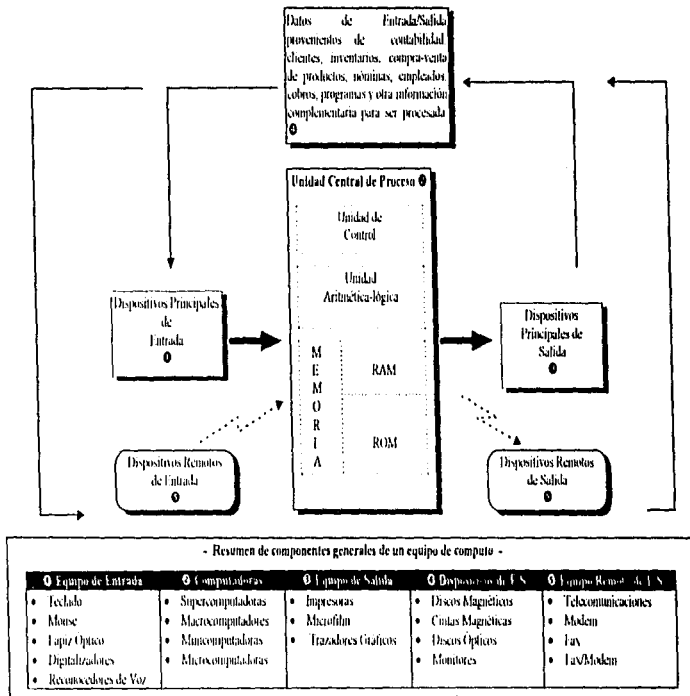 Datos de Entrada/Salida
provenientes de contabilidad,
clientes, inventarios, compra-venta
de productos, nóminas, empleados,
cobros, programas y otra información
complementaria para ser procesada
Unidad Central de Proceso
Unidad de
Control
Unidad
Aritmética-lógica
MEMORIA
RAM
ROM
Dispositivos Principales
de
Entrada
Dispositivos
Principales de
Salida
Dispositivos Remotos
de Entrada
Dispositivos Remotos
de Salida
- Resumen de componentes generales de un equipo de computo -
Equipo de Entrada
• Teclado
• Mouse
• Lapiz Optico
• Digitalizadores
• Reconocedores de Voz
Computadoras
• Supercomputadoras
• Macrocomputadores
• Minicomputadoras
• Microcomputadoras
Equipo de Salida
• Impresoras
• Microfilm
• Trazadores Gráficos
Dispositivos de E/S
• Discos Magnéticos
• Cintas Magnéticas
• Discos Ópticos
• Monitores
Equipo Remoto de E/S
• Telecomunicaciones
• Modem
• Fax
• Fax/Modem